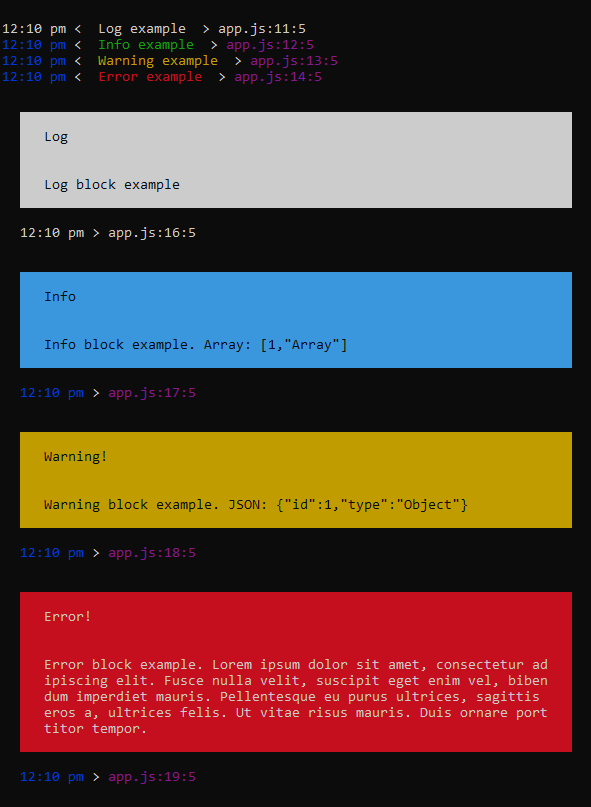 12:10 pm <  Log example  > app.js:11:5
12:10 pm <  Info example  > app.js:12:5
12:10 pm <  Warning example  > app.js:13:5
12:10 pm <  Error example  > app.js:14:5
Log
Log block example
12:10 pm > app.js:16:5
Info
Info block example. Array: [1,"Array"]
12:10 pm > app.js:17:5
Warning!
Warning block example. JSON: {"id":1,"type":"Object"}
12:10 pm > app.js:18:5
Error!
Error block example. Lorem ipsum dolor sit amet, consectetur ad
ipiscing elit. Fusce nulla velit, suscipit eget enim vel, biben
dum imperdiet mauris. Pellentesque eu purus ultrices, sagittis
eros a, ultrices felis. Ut vitae risus mauris. Duis ornare port
titor tempor.
12:10 pm > app.js:19:5